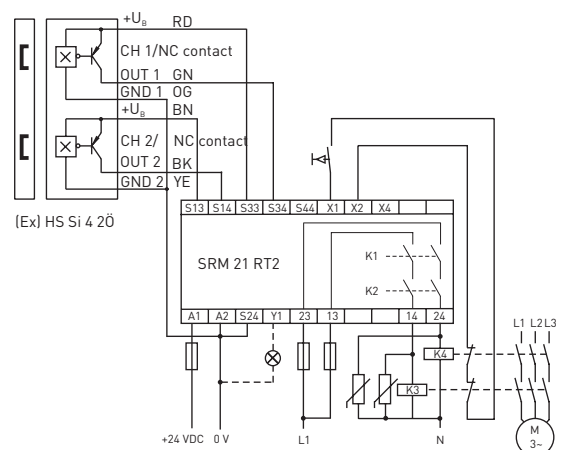 +UB RD
CH 1/NC contact
OUT 1 GN
GND 1 OG
+UB BN
CH 2/ NC contact
OUT 2 BK
GND 2 YE
(Ex) HS Si 4 2Ö
S13 S14 S33 S34 S44 X1 X2 X4
SRM 21 RT2
K1
K2
A1 A2 S24 Y1 23 13 14 24
L1 L2 L3
K4
K3
+24 VDC 0 V L1 N
M
3~